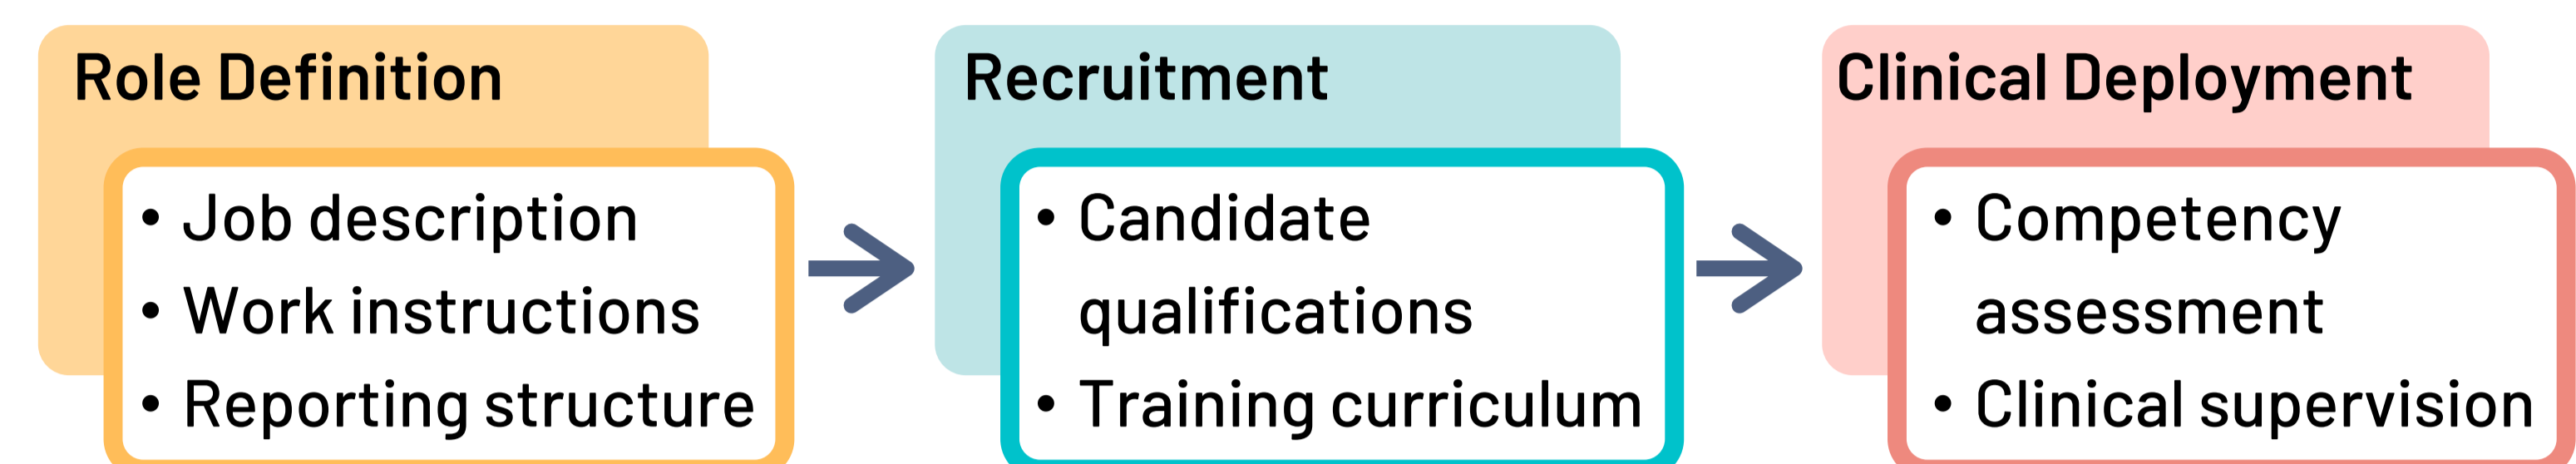 Role Definition
• Job description
• Work instructions
• Reporting structure
Recruitment
• Candidate
qualifications
• Training curriculum
Clinical Deployment
• Competency
assessment
• Clinical supervision